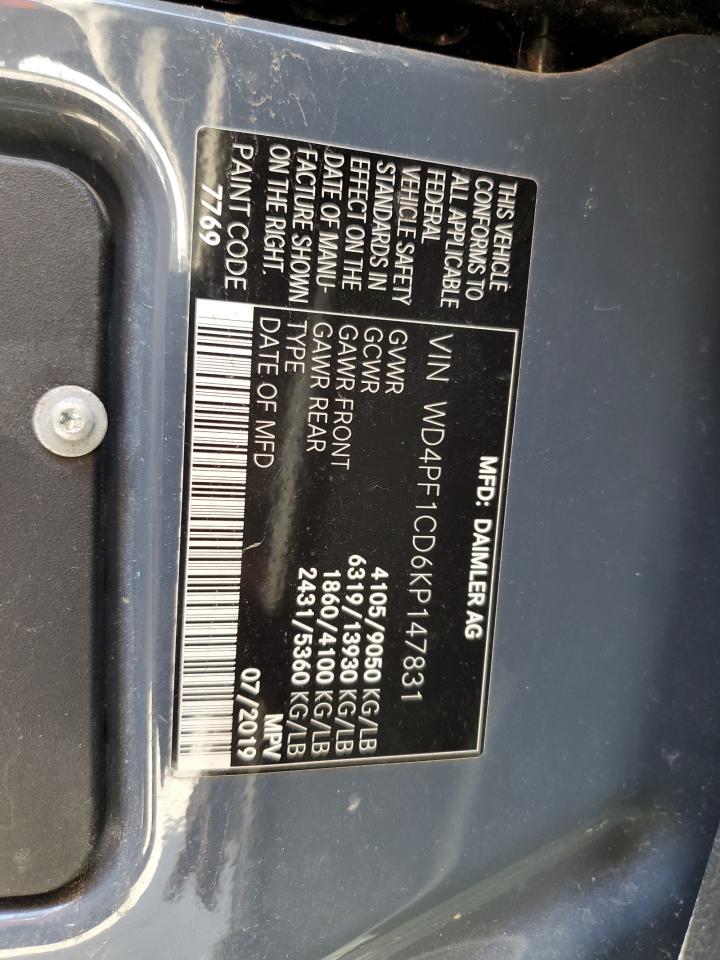 MFD: DAIMLER AG
THIS VEHICLE
CONFORMS TO
ALL APPLICABLE
FEDERAL
VEHICLE SAFETY
STANDARDS IN
EFFECT ON THE
DATE OF MANU-
FACTURE SHOWN
ON THE RIGHT.
PAINT CODE
7769
VIN WD4PF1CD6KP147831
GVWR 4105/9050 KG/LB
GCWR 6319/13930 KG/LB
GAWR FRONT 1860/4100 KG/LB
GAWR REAR 2431/5360 KG/LB
TYPE MPV
DATE OF MFD 07/2019